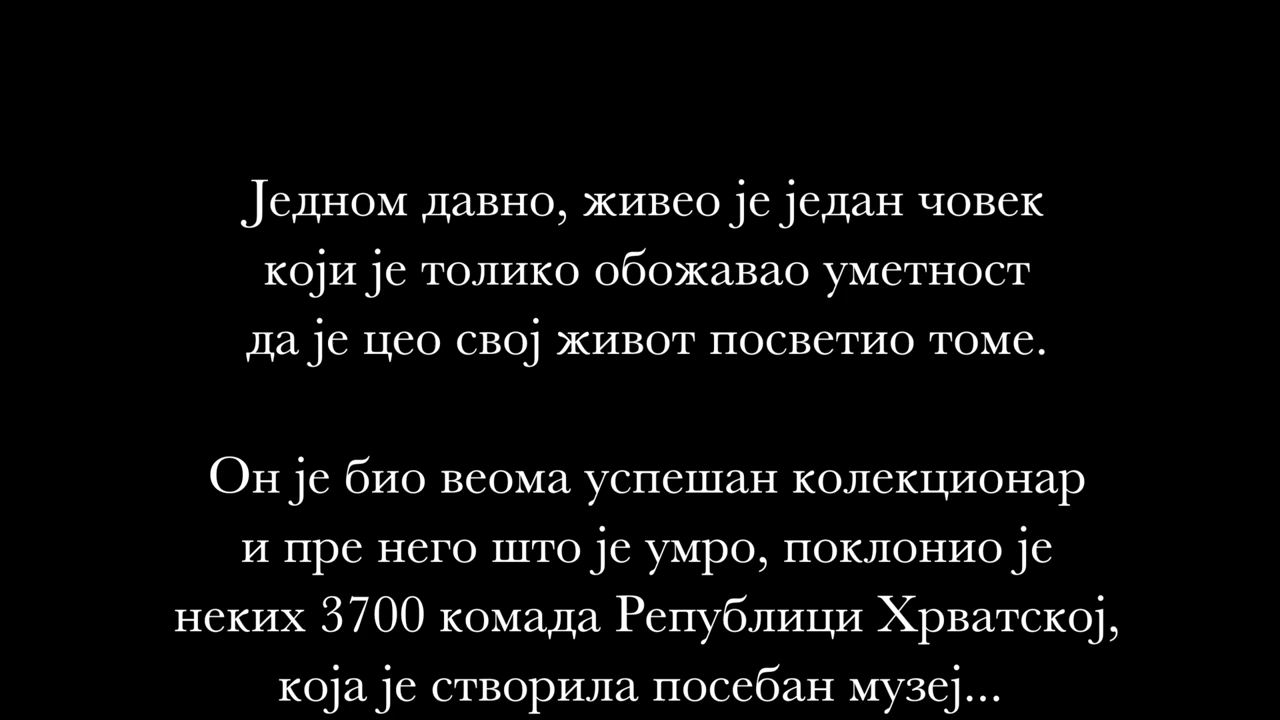 Једном давно, живео је један човек
који је толико обожавао уметност
да је цео свој живот посветио томе.
Он је био веома успешан колекционар
и пре него што је умро, поклонио је
неких 3700 комада Републици Хрватској,
која је створила посебан музеј...